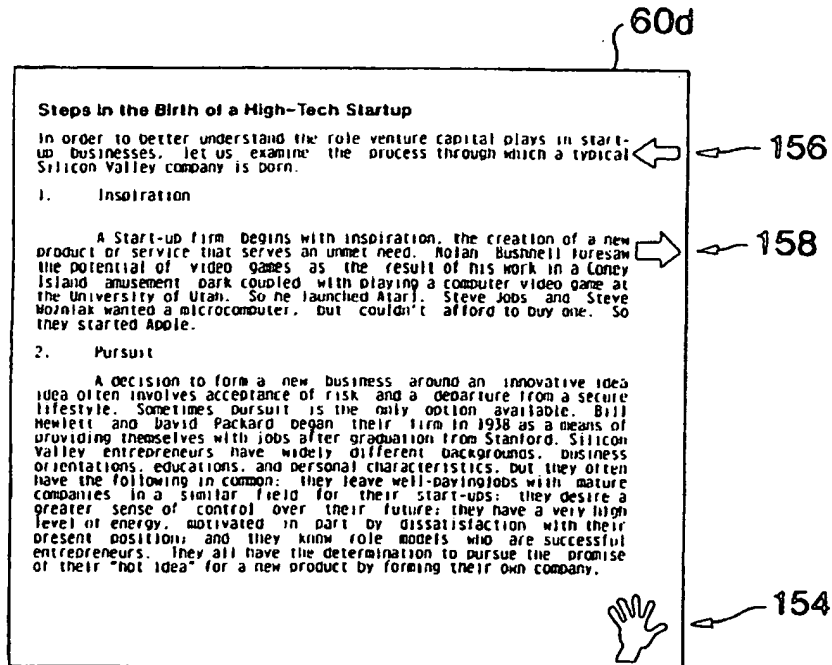 60d
Steps in the Birth of a High-Tech Startup
In order to better understand the role venture capital plays in start-
up businesses, let us examine the process through which a typical
Silicon Valley company is born.
156
1. Inspiration
A Start-up firm begins with inspiration, the creation of a new
product or service that serves an unmet need. Nolan Bushnell foresaw
158
the potential of video games as the result of his work in a Coney
Island amusement park coupled with playing a computer video game at
the University of Utah. So he launched Atari. Steve Jobs and Steve
Wozniak wanted a microcomputer, but couldn't afford to buy one. So
they started Apple.
2. Pursuit
A decision to form a new business around an innovative idea
idea often involves acceptance of risk and a departure from a secure
lifestyle. Sometimes pursuit is the only option available. Bill
Hewlett and David Packard began their firm in 1938 as a means of
providing themselves with jobs after graduation from Stanford. Silicon
Valley entrepreneurs have widely different backgrounds, business
orientations, educations, and personal characteristics, but they often
have the following in common: they leave well-payingjobs with mature
companies in a similar field for their start-ups; they desire a
greater sense of control over their future; they have a very high
level of energy, motivated in part by dissatisfaction with their
present position; and they know role models who are successful
entrepreneurs. They all have the determination to pursue the promise
of their "hot idea" for a new product by forming their own company.
154